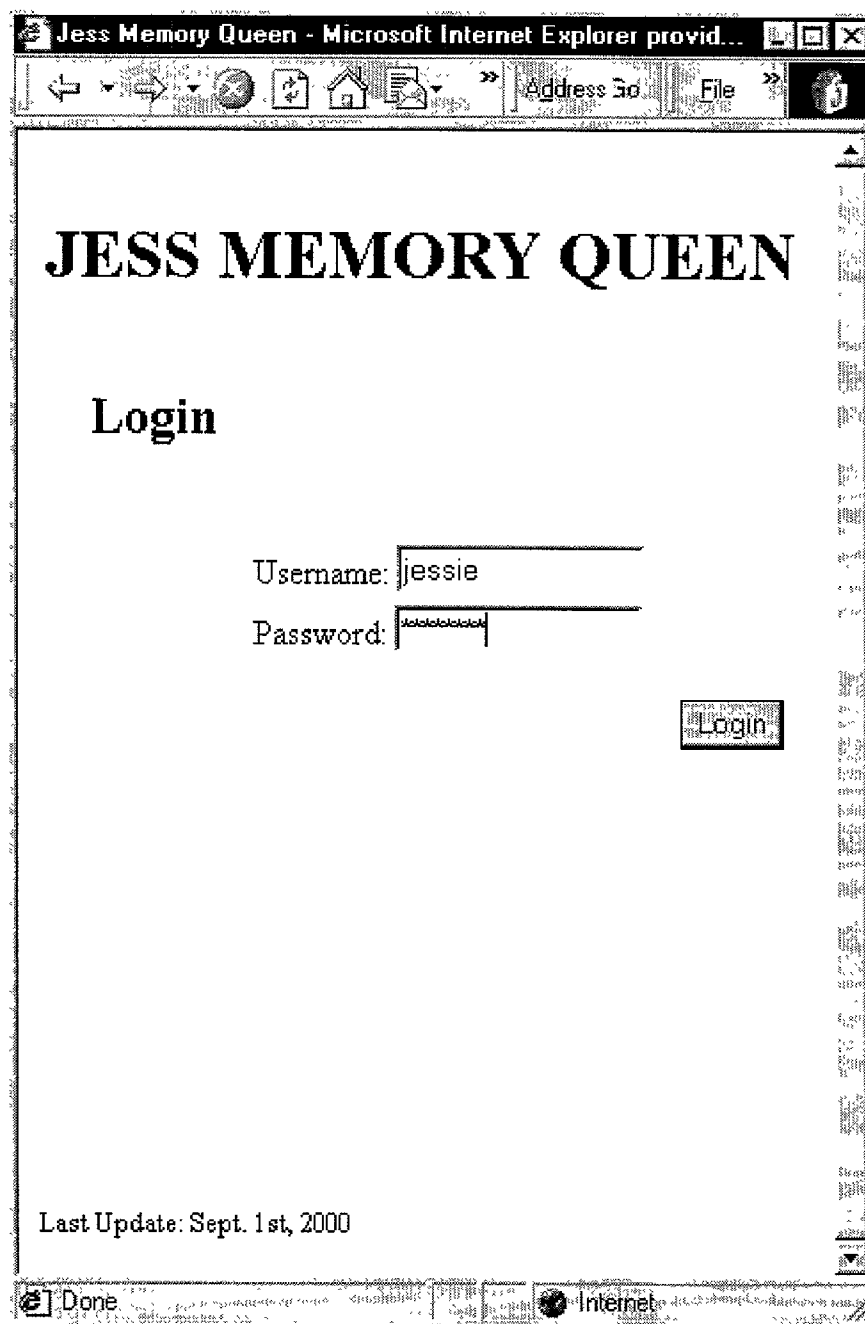 Jess Memory Queen - Microsoft Internet Explorer provid...
» Address Go File »
JESS MEMORY QUEEN
Login
Username: jessie
Password: *********
Login
Last Update: Sept. 1st, 2000
Done Internet